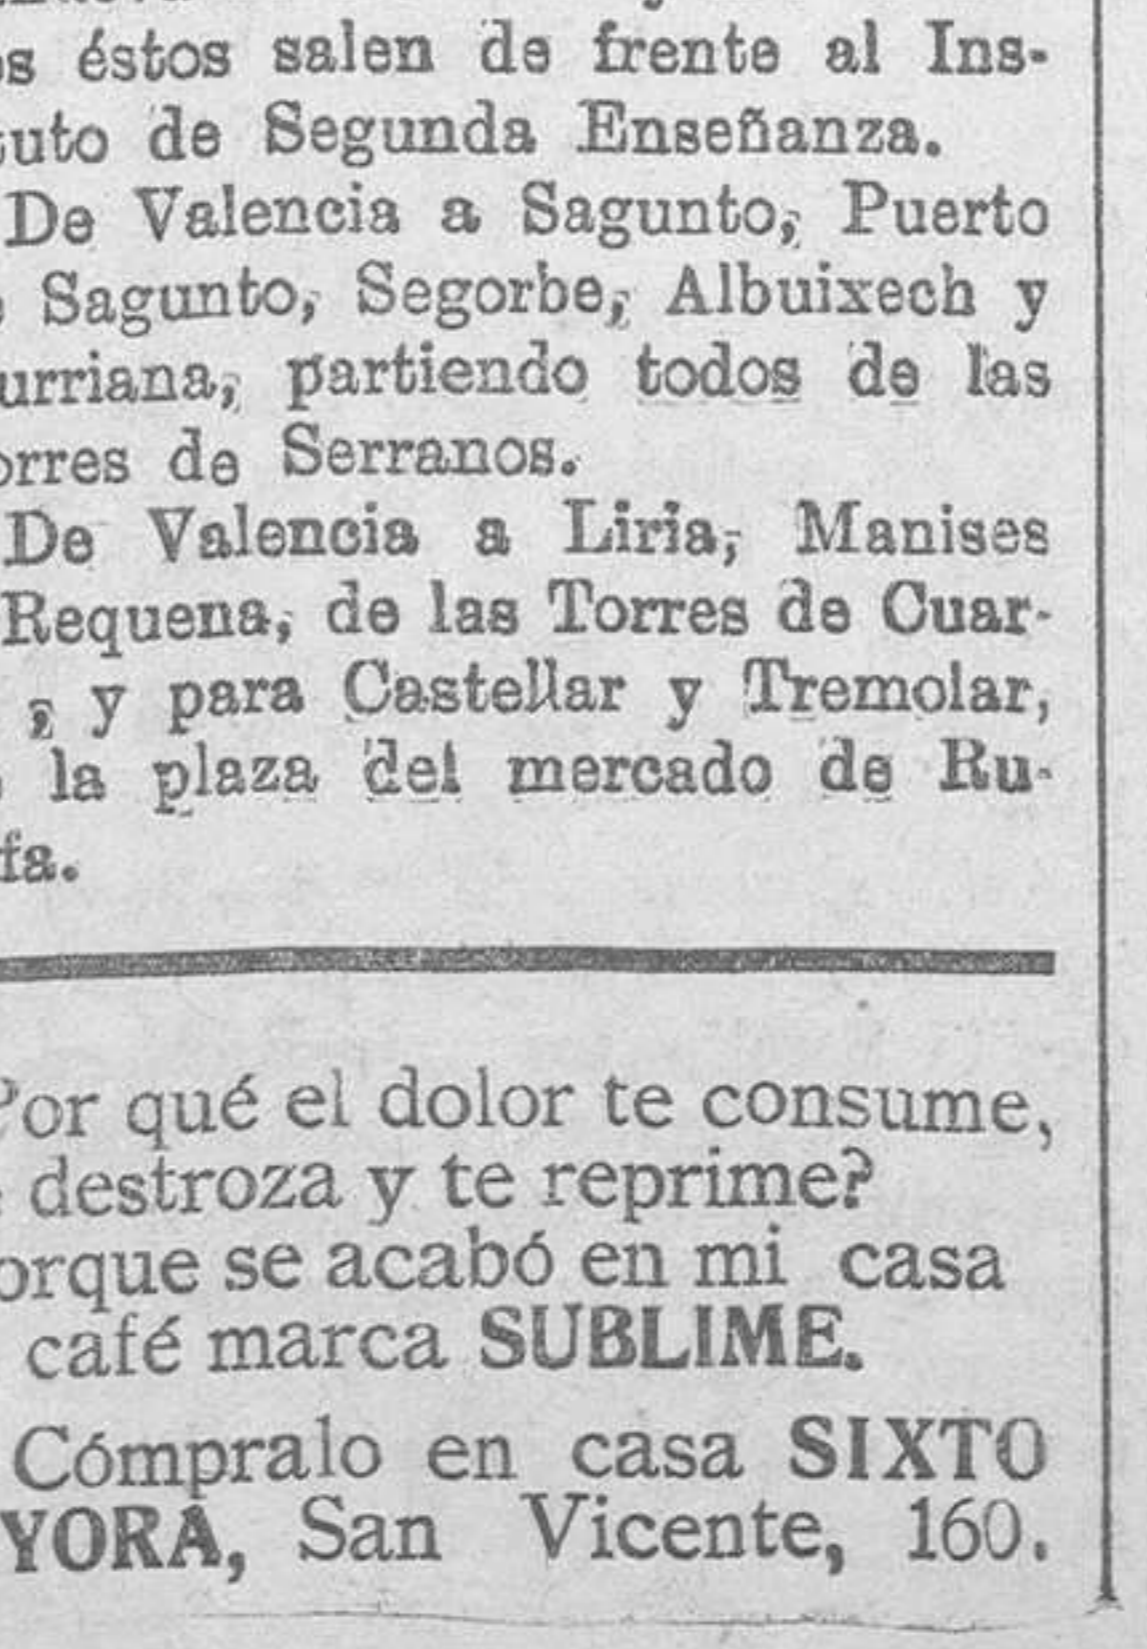 os éstos salen de frente al Ins-
tuto de Segunda Enseñanza.
De Valencia a Sagunto, Puerto
e Sagunto, Segorbe, Albuixech y
urriana, partiendo todos de las
orres de Serranos.
De Valencia a Liria, Manises
Requena, de las Torres de Cuar-
, y para Castellar y Tremolar,
la plaza del mercado de Ru-
fa.
Por qué el dolor te consume,
destroza y te reprime?
orque se acabó en mi casa
café marca SUBLIME.
Cómpralo en casa SIXTO
YORA, San Vicente, 160.